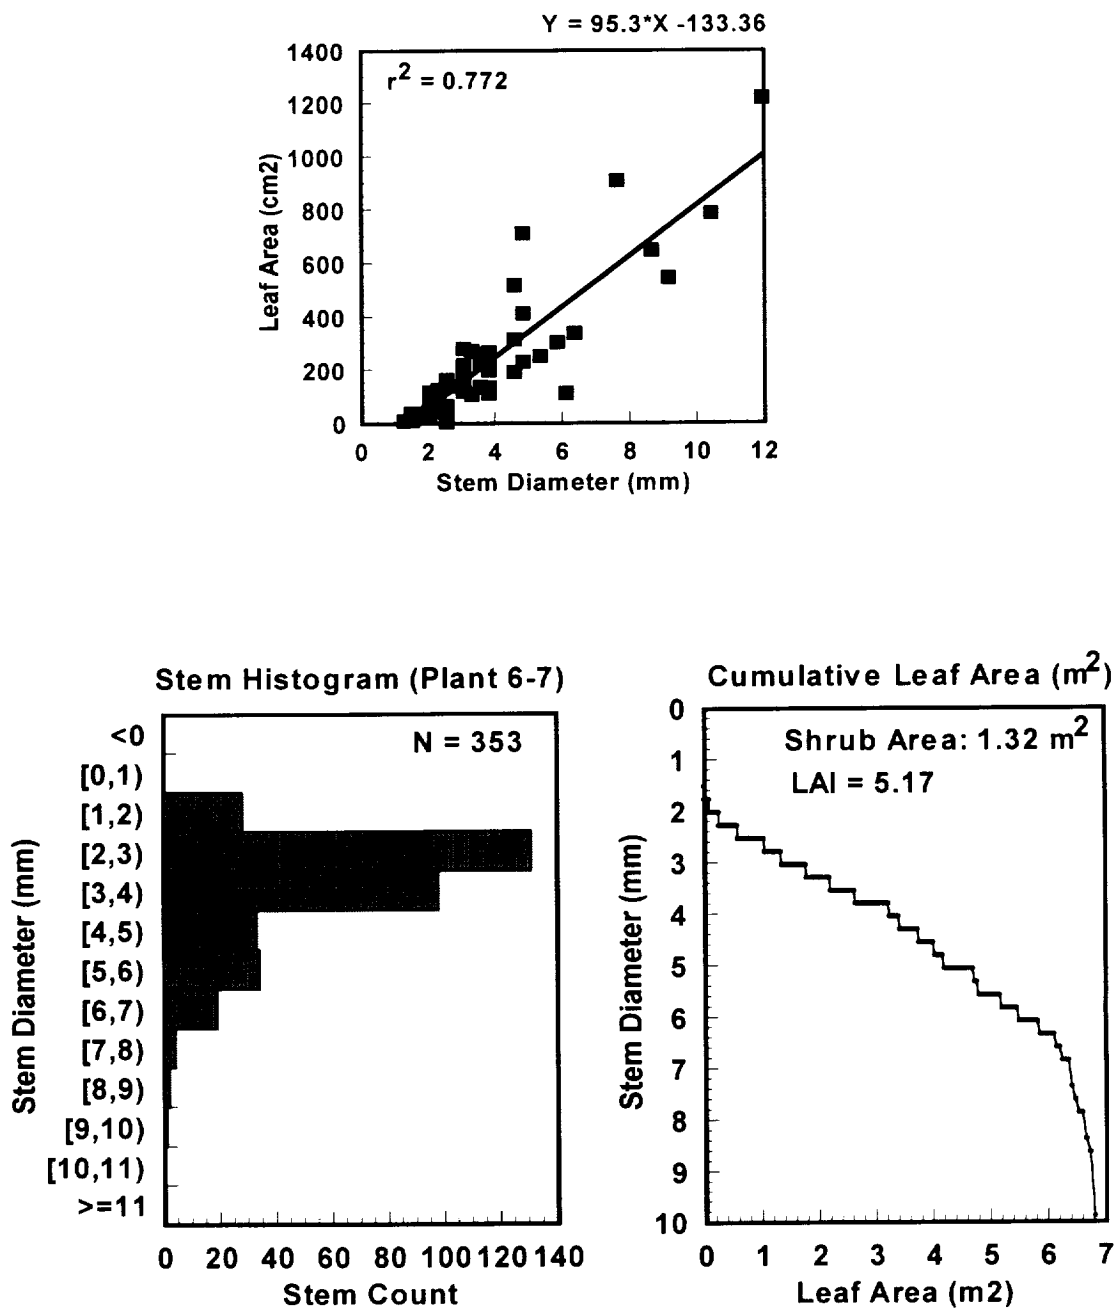 Y = 95.3*X -133.36
r2 = 0.772
1400
1200
1000
800
600
400
200
0
Leaf Area (cm2)
0 2 4 6 8 10 12
Stem Diameter (mm)
Stem Histogram (Plant 6-7)
N = 353
<0
[0,1)
[1,2)
[2,3)
[3,4)
[4,5)
[5,6)
[6,7)
[7,8)
[8,9)
[9,10)
[10,11)
>=11
Stem Diameter (mm)
0 20 40 60 80 100 120 140
Stem Count
Cumulative Leaf Area (m2)
Shrub Area: 1.32 m2
LAI = 5.17
0
1
2
3
4
5
6
7
8
9
10
Stem Diameter (mm)
0 1 2 3 4 5 6 7
Leaf Area (m2)